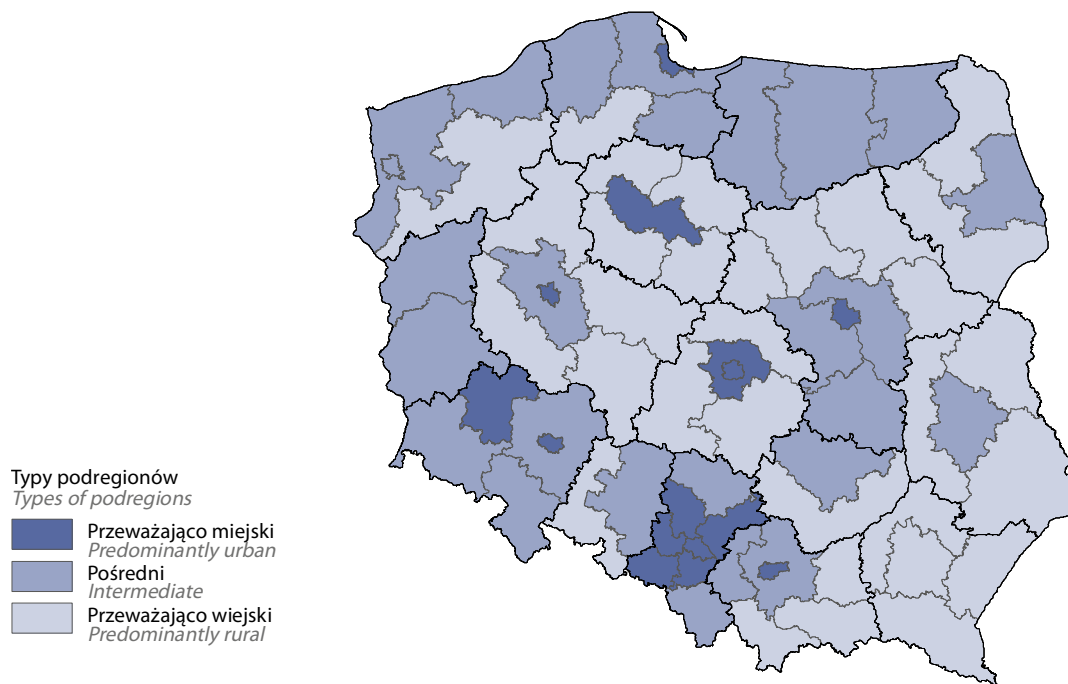 Typy podregionów
Types of podregions
Przeważająco miejski
Predominantly urban
Pośredni
Intermediate
Przeważająco wiejski
Predominantly rural